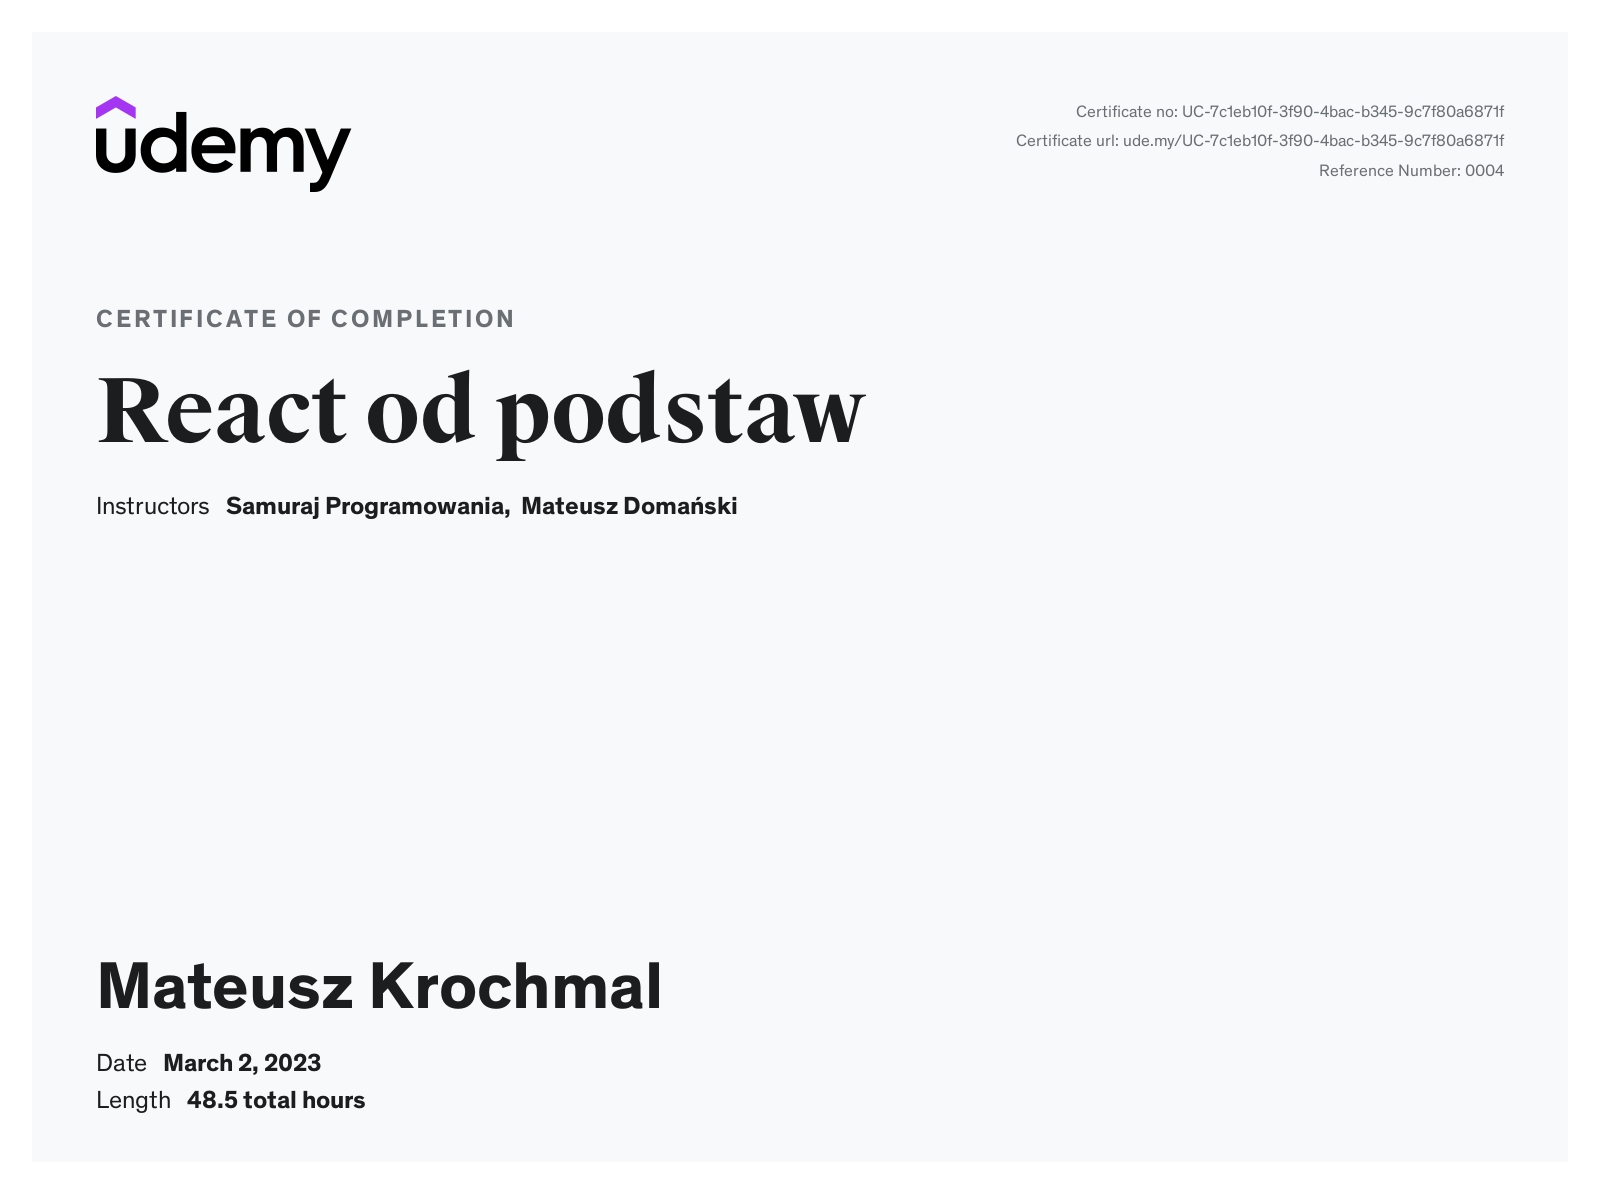 udemy
Certificate no: UC-7c1eb10f-3f90-4bac-b345-9c7f80a6871f
Certificate url: ude.my/UC-7c1eb10f-3f90-4bac-b345-9c7f80a6871f
Reference Number: 0004
CERTIFICATE OF COMPLETION
React od podstaw
Instructors Samuraj Programowania, Mateusz Domański
Mateusz Krochmal
Date March 2, 2023
Length 48.5 total hours